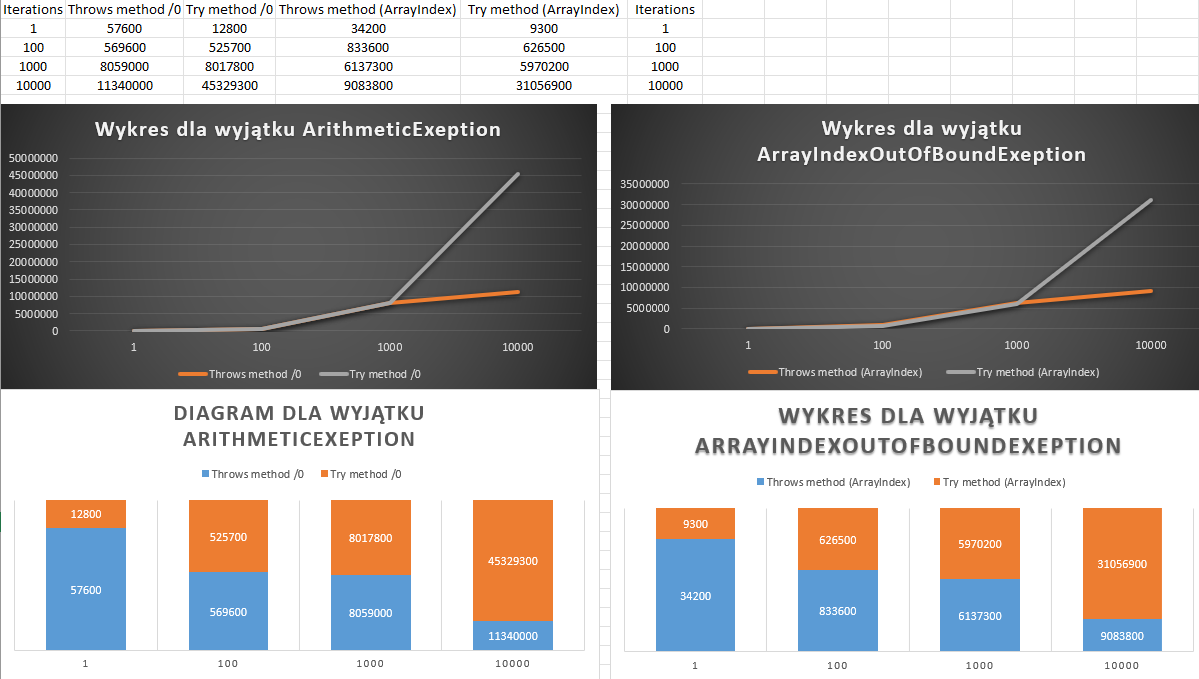 Iterations Throws method /0 Try method /0 Throws method (ArrayIndex) Try method (ArrayIndex) Iterations
1 57600 12800 34200 9300 1
100 569600 525700 833600 626500 100
1000 8059000 8017800 6137300 5970200 1000
10000 11340000 45329300 9083800 31056900 10000
Wykres dla wyjątku ArithmeticExeption
50000000
45000000
40000000
35000000
30000000
25000000
20000000
15000000
10000000
5000000
0
1 100 1000 10000
Throws method /0 Try method /0
Wykres dla wyjątku
ArrayIndexOutOfBoundExeption
35000000
30000000
25000000
20000000
15000000
10000000
5000000
0
1 100 1000 10000
Throws method (ArrayIndex) Try method (ArrayIndex)
DIAGRAM DLA WYJĄTKU
ARITHMETICEXEPTION
Throws method /0 Try method /0
12800 525700 8017800 45329300
57600 569600 8059000 11340000
1 100 1000 10000
WYKRES DLA WYJĄTKU
ARRAYINDEXOUTOFBOUNDEXEPTION
Throws method (ArrayIndex) Try method (ArrayIndex)
9300 626500 5970200 31056900
34200 833600 6137300 9083800
1 100 1000 10000